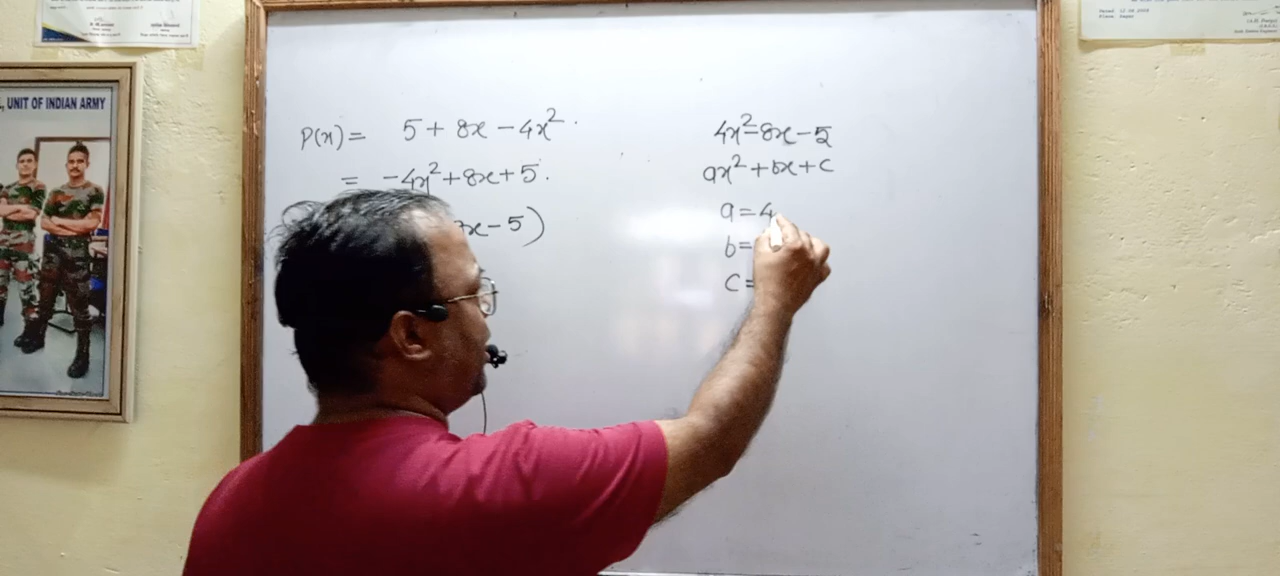 , UNIT OF INDIAN ARMY
P(x) = 5 + 8x - 4x² .
= -4x² + 8x + 5 .
x - 5 )
4x² - 8x - 5
ax² + bx + c
a = 4
b =
c =